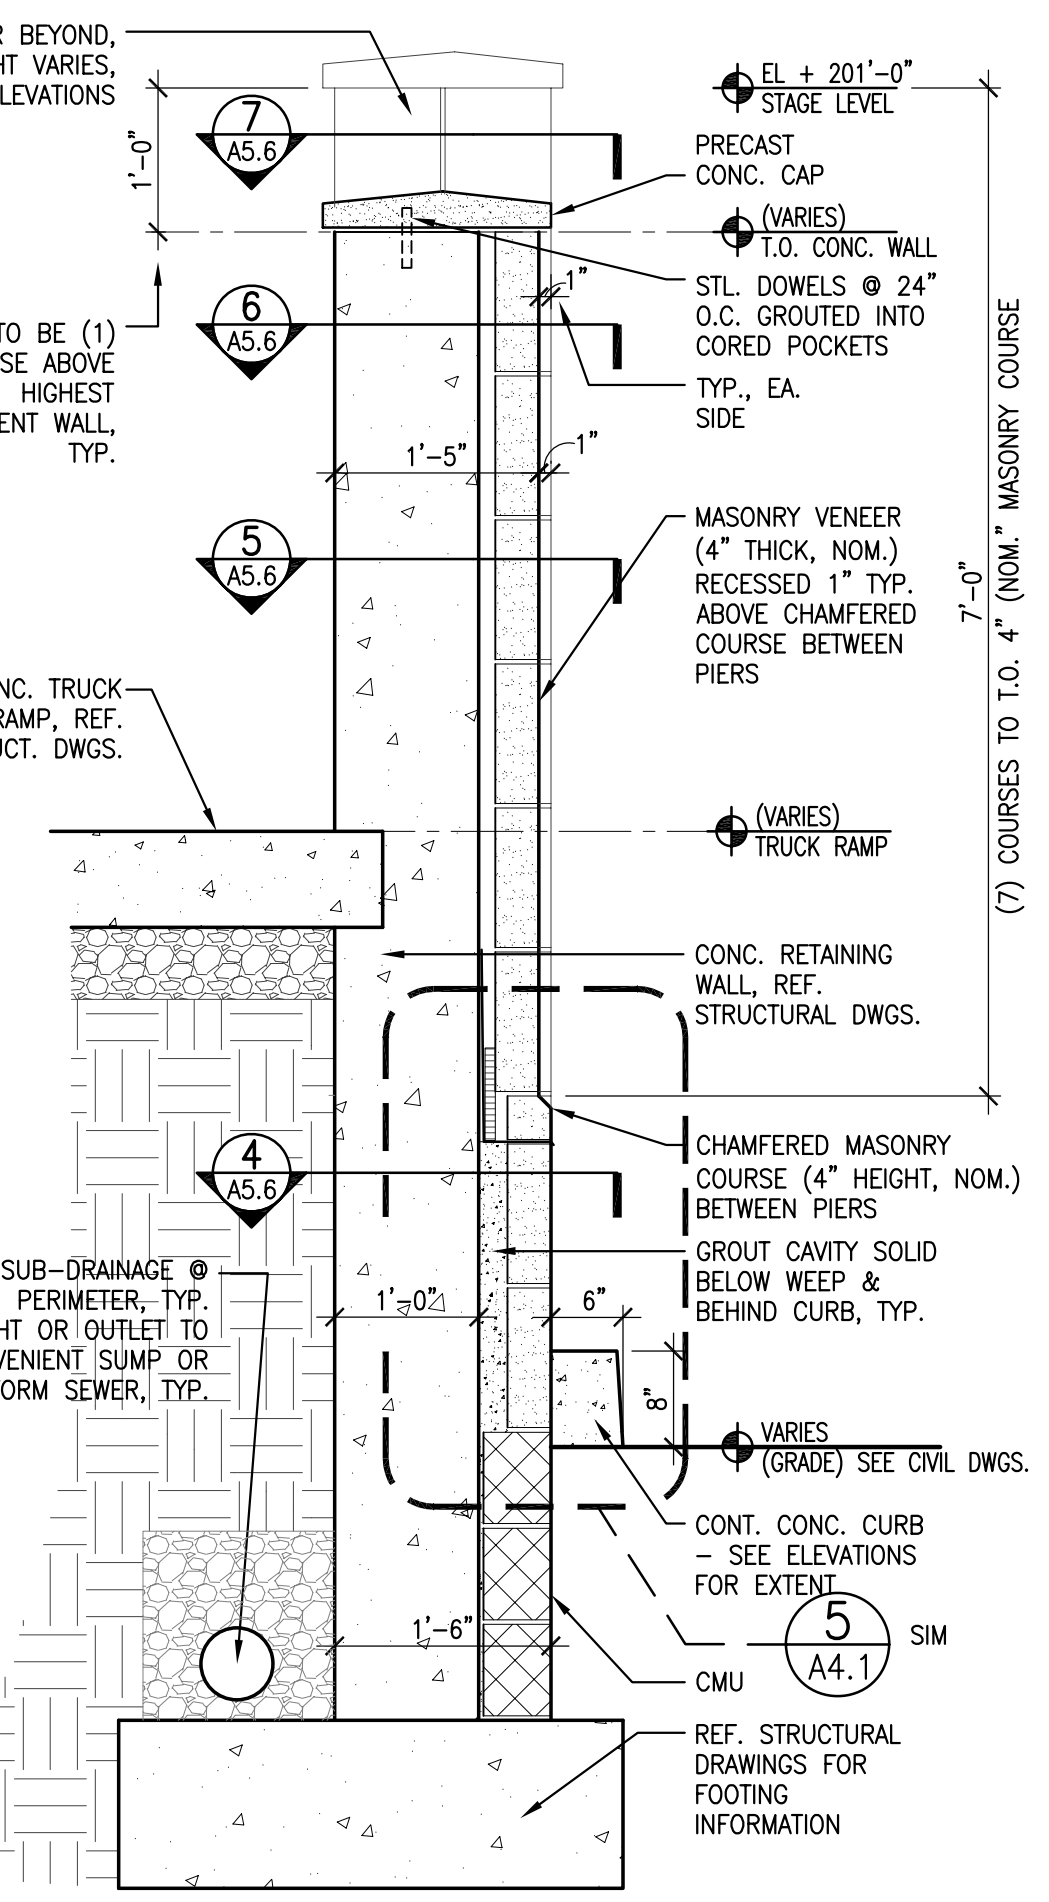 R BEYOND,
HT VARIES,
LEVATIONS
1'-0"
7
A5.6
EL + 201'-0"
STAGE LEVEL
PRECAST
CONC. CAP
(VARIES)
T.O. CONC. WALL
STL. DOWELS @ 24"
O.C. GROUTED INTO
CORED POCKETS
1"
TYP., EA.
SIDE
6
A5.6
TO BE (1)
SE ABOVE
HIGHEST
ENT WALL,
TYP.
1'-5"
1"
MASONRY VENEER
(4" THICK, NOM.)
RECESSED 1" TYP.
ABOVE CHAMFERED
COURSE BETWEEN
PIERS
7'-0"
(7) COURSES TO T.O. 4" (NOM." MASONRY COURSE
5
A5.6
NC. TRUCK
RAMP, REF.
UCT. DWGS.
(VARIES)
TRUCK RAMP
CONC. RETAINING
WALL, REF.
STRUCTURAL DWGS.
CHAMFERED MASONRY
COURSE (4" HEIGHT, NOM.)
BETWEEN PIERS
4
A5.6
GROUT CAVITY SOLID
BELOW WEEP &
BEHIND CURB, TYP.
SUB-DRAINAGE @
PERIMETER, TYP.
HT OR OUTLET TO
VENIENT SUMP OR
ORM SEWER, TYP.
1'-0"
6"
8"
VARIES
(GRADE) SEE CIVIL DWGS.
CONT. CONC. CURB
- SEE ELEVATIONS
FOR EXTENT
5
A4.1
SIM
1'-6"
CMU
REF. STRUCTURAL
DRAWINGS FOR
FOOTING
INFORMATION